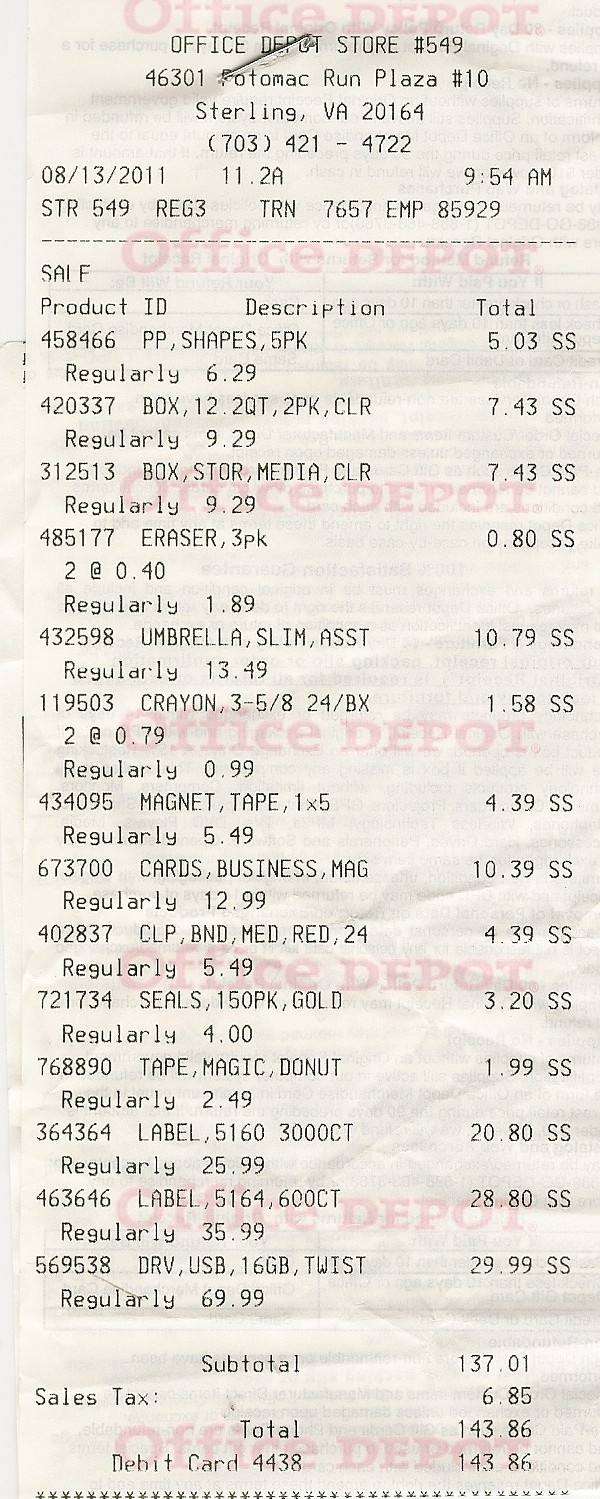 OFFICE DEPOT STORE #549
46301 Potomac Run Plaza #10
Sterling, VA 20164
(703) 421 - 4722
08/13/2011 11.2A 9:54 AM
STR 549 REG3 TRN 7657 EMP 85929
SALE
Product ID Description Total
458466 PP,SHAPES,5PK 5.03 SS
Regularly 6.29
420337 BOX,12.2QT,2PK,CLR 7.43 SS
Regularly 9.29
312513 BOX,STOR,MEDIA,CLR 7.43 SS
Regularly 9.29
485177 ERASER,3pk 0.80 SS
2 @ 0.40
Regularly 1.89
432598 UMBRELLA,SLIM,ASST 10.79 SS
Regularly 13.49
119503 CRAYON,3-5/8 24/BX 1.58 SS
2 @ 0.79
Regularly 0.99
434095 MAGNET,TAPE,1x5 4.39 SS
Regularly 5.49
673700 CARDS,BUSINESS,MAG 10.39 SS
Regularly 12.99
402837 CLP,BND,MED,RED,24 4.39 SS
Regularly 5.49
721734 SEALS,150PK,GOLD 3.20 SS
Regularly 4.00
768890 TAPE,MAGIC,DONUT 1.99 SS
Regularly 2.49
364364 LABEL,5160 3000CT 20.80 SS
Regularly 25.99
463646 LABEL,5164,600CT 28.80 SS
Regularly 35.99
569538 DRV,USB,16GB,TWIST 29.99 SS
Regularly 69.99
Subtotal 137.01
Sales Tax: 6.85
Total 143.86
Debit Card 4438 143.86